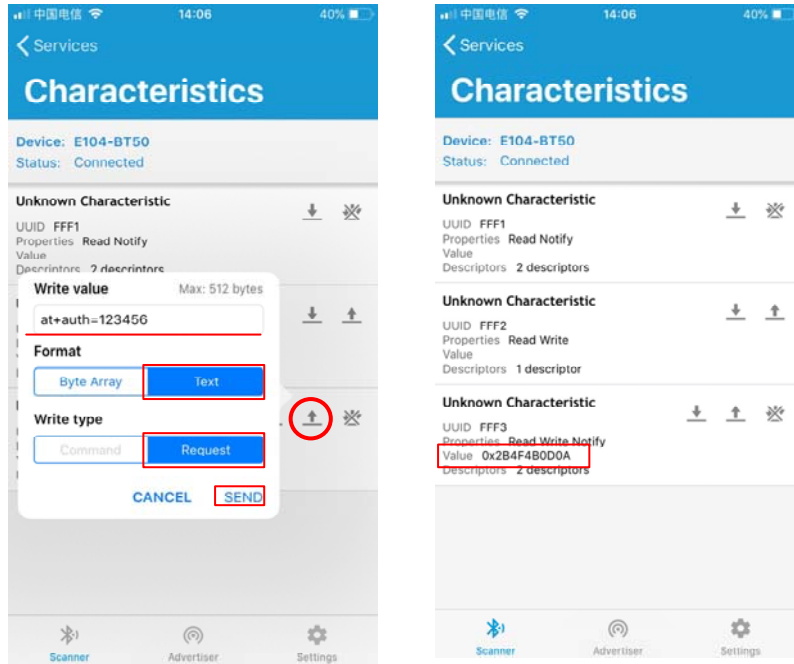 中国电信 14:06 40%
Services
Characteristics
Device: E104-BT50
Status: Connected
Unknown Characteristic
UUID FFF1
Properties Read Notify
Value
Descriptors 2 descriptors
Write value Max: 512 bytes
at+auth=123456
Format
Byte Array Text
Write type
Command Request
CANCEL SEND
Scanner Advertiser Settings
中国电信 14:06 40%
Services
Characteristics
Device: E104-BT50
Status: Connected
Unknown Characteristic
UUID FFF1
Properties Read Notify
Value
Descriptors 2 descriptors
Unknown Characteristic
UUID FFF2
Properties Read Write
Value
Descriptors 1 descriptor
Unknown Characteristic
UUID FFF3
Properties Read Write Notify
Value 0x2B4F4B0D0A
Descriptors 2 descriptors
Scanner Advertiser Settings